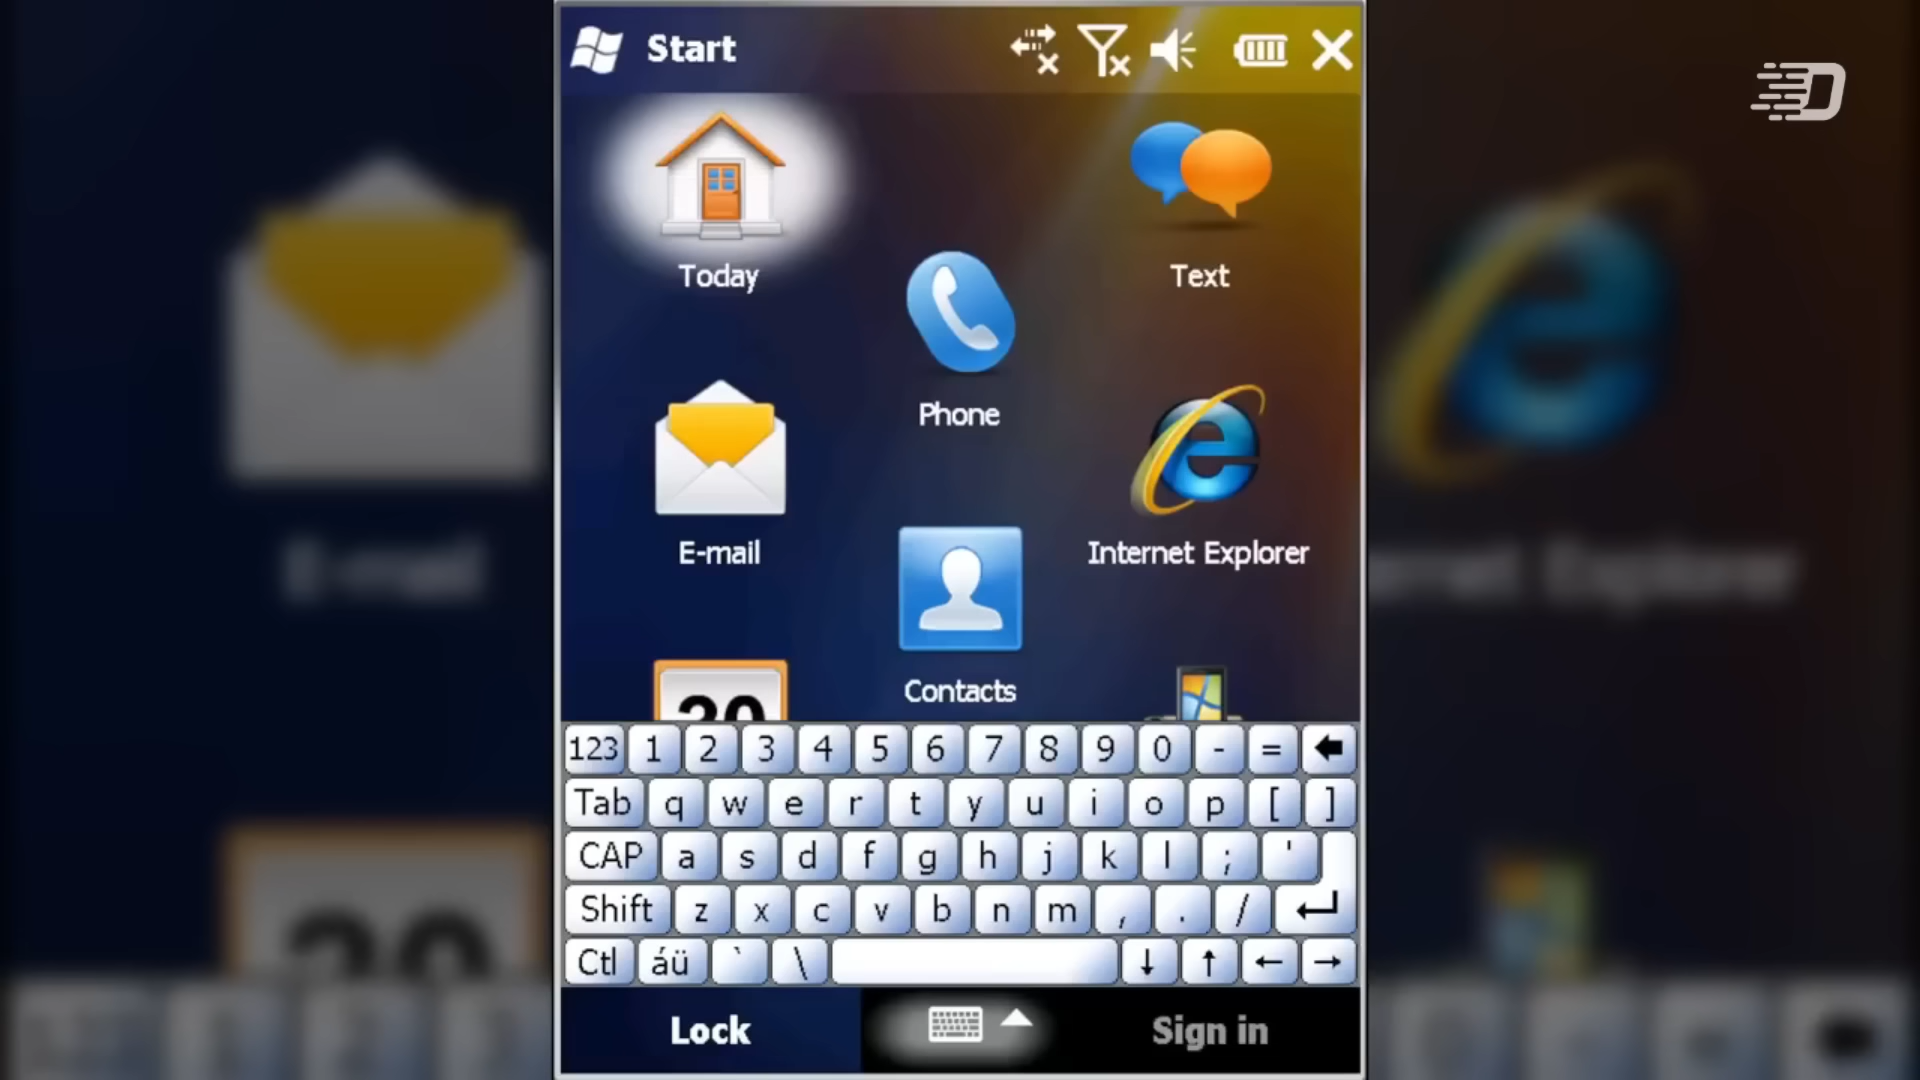 Start
Today
Text
Phone
E-mail
Internet Explorer
Contacts
123 1 2 3 4 5 6 7 8 9 0 - =
Tab q w e r t y u i o p [ ]
CAP a s d f g h j k l ; '
Shift z x c v b n m , . /
Ctl áü ` \ ↓ ↑ ← →
Lock
Sign in